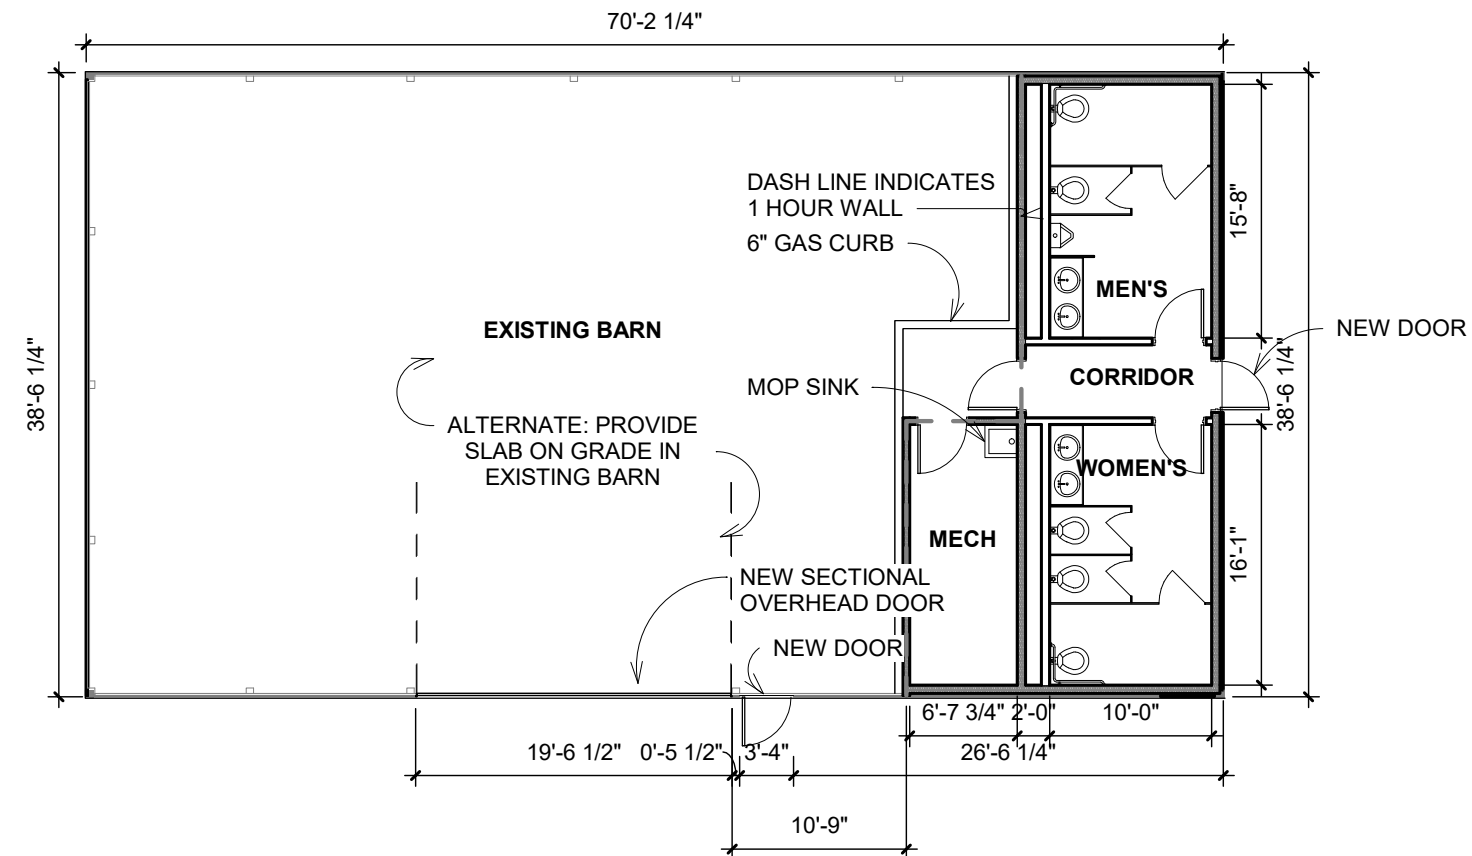 70'-2 1/4"
DASH LINE INDICATES
1 HOUR WALL
6" GAS CURB
15'-8"
MEN'S
EXISTING BARN
NEW DOOR
38'-6 1/4"
38'-6 1/4"
CORRIDOR
MOP SINK
ALTERNATE: PROVIDE
SLAB ON GRADE IN
EXISTING BARN
WOMEN'S
MECH
16'-1"
NEW SECTIONAL
OVERHEAD DOOR
NEW DOOR
6'-7 3/4" 2'-0" 10'-0"
19'-6 1/2" 0'-5 1/2" 3'-4" 26'-6 1/4"
10'-9"